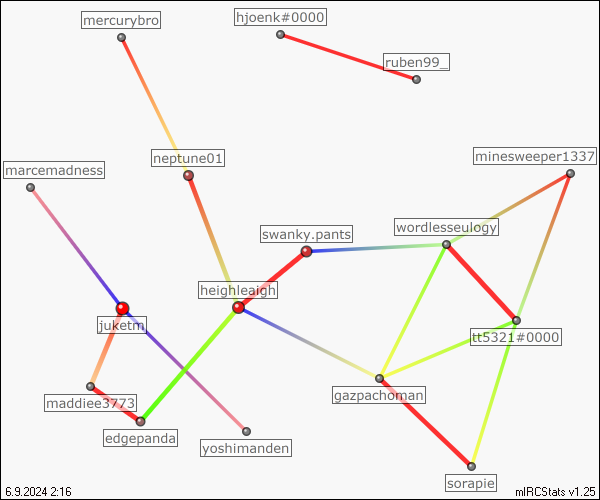 hjoenk#0000
mercurybro
ruben99_
neptune01
minesweeper1337
marcemadness
wordlesseulogy
swanky.pants
heighleaigh
juketm
tt5321#0000
gazpachoman
maddiee3773
edgepanda
yoshimanden
sorapie
6.9.2024 2:16
mIRCStats v1.25